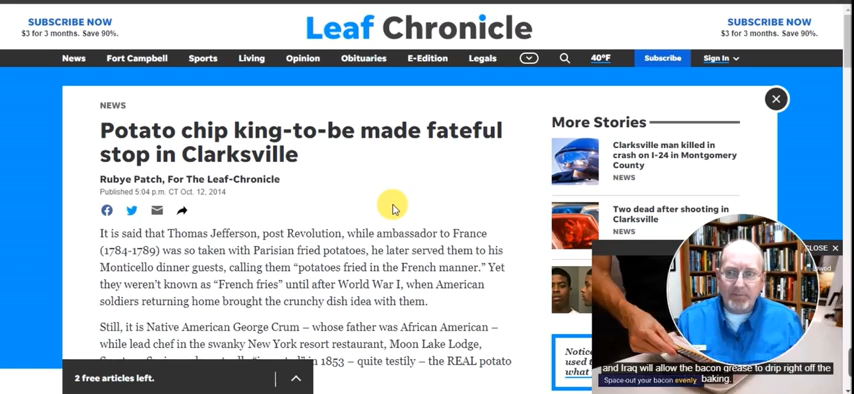 SUBSCRIBE NOW
$3 for 3 months. Save 90%.
Leaf Chronicle
SUBSCRIBE NOW
$3 for 3 months. Save 90%.
News
Fort Campbell
Sports
Living
Opinion
Obituaries
E-Edition
Legals
40°F
Subscribe
Sign In
NEWS
Potato chip king-to-be made fateful
stop in Clarksville
Rubye Patch, For The Leaf-Chronicle
Published 5:04 p.m. CT Oct. 12, 2014
It is said that Thomas Jefferson, post Revolution, while ambassador to France
(1784-1789) was so taken with Parisian fried potatoes, he later served them to his
Monticello dinner guests, calling them “potatoes fried in the French manner.” Yet
they weren’t known as “French fries” until after World War I, when American
soldiers returning home brought the crunchy dish idea with them.
Still, it is Native American George Crum – whose father was African American –
while lead chef in the swanky New York resort restaurant, Moon Lake Lodge,
in 1853 – quite testily – the REAL potato
2 free articles left.
More Stories
Clarksville man killed in
crash on I-24 in Montgomery
County
NEWS
Two dead after shooting in
Clarksville
NEWS
CLOSE
Notice
used t
what
and Iraq will allow the bacon grease to drip right off the
baking.
Space out your bacon evenly